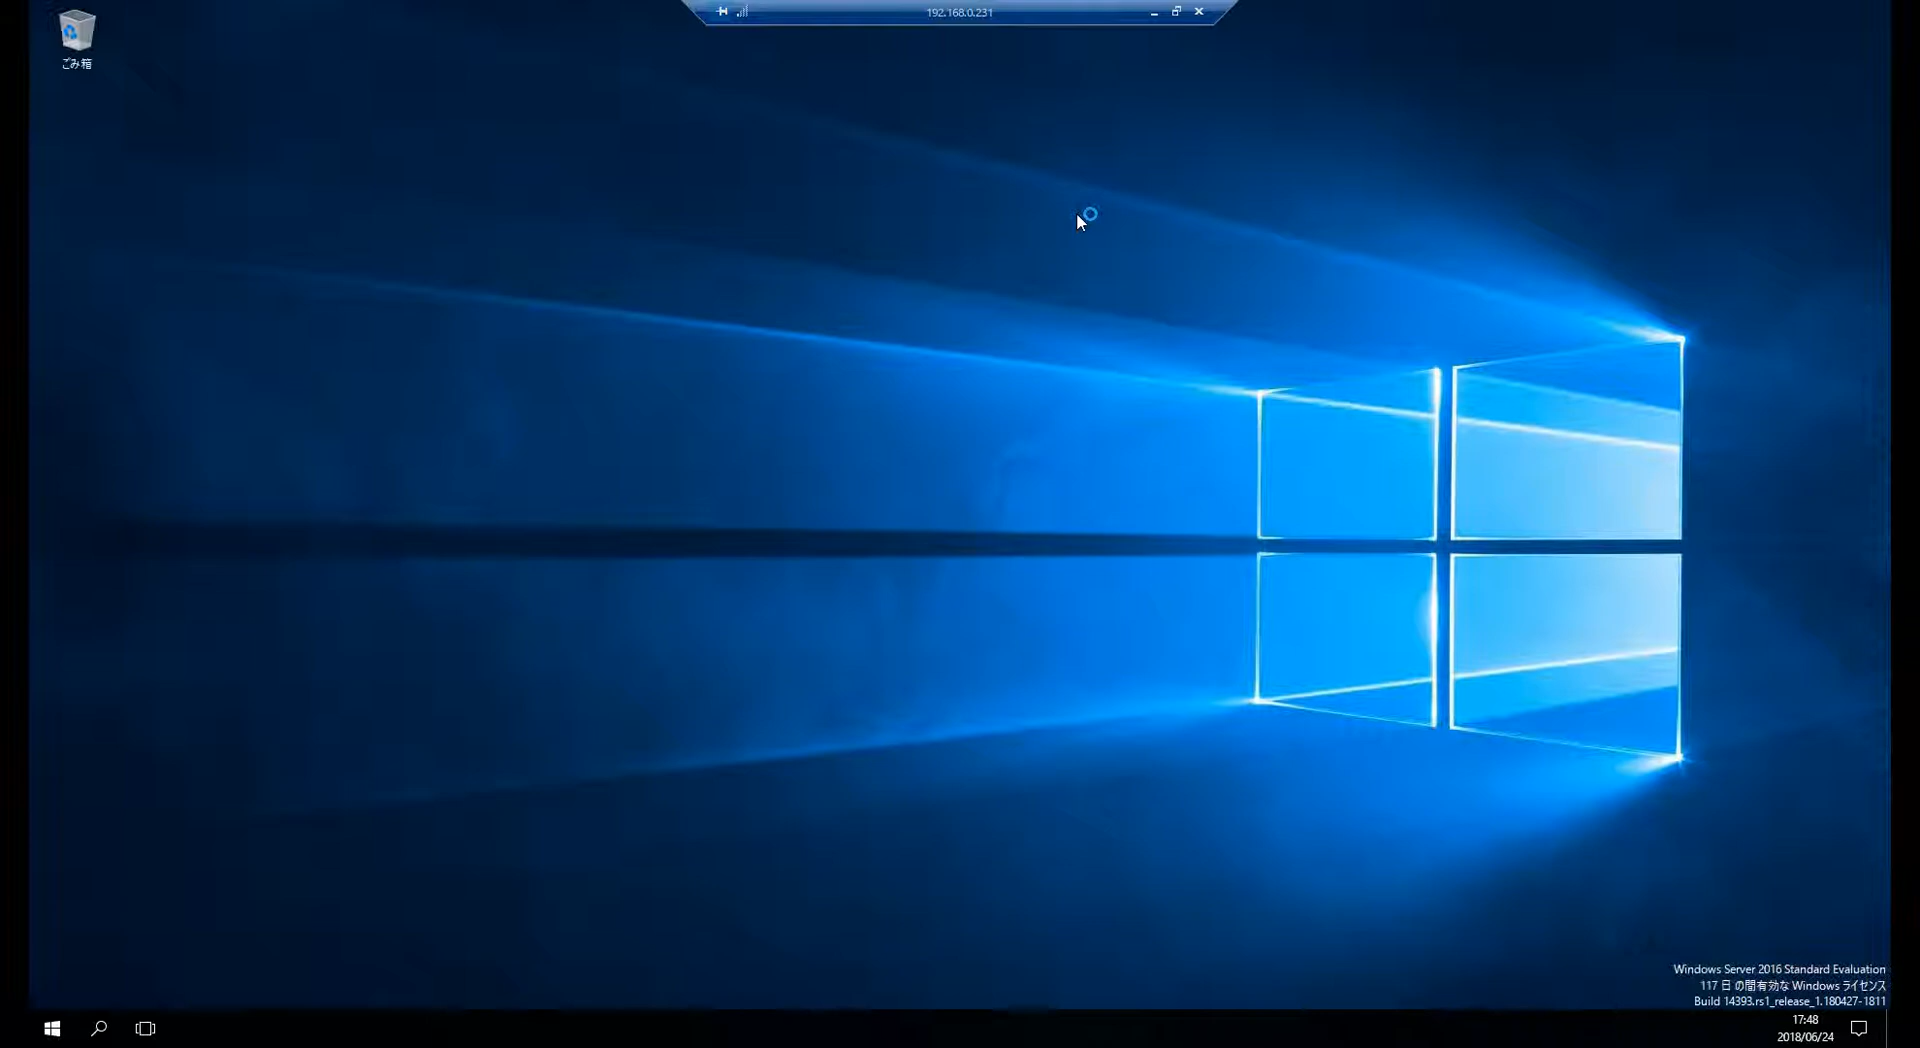 192.168.0.231
ごみ箱
Windows Server 2016 Standard Evaluation
117 日 の間有効な Windows ライセンス
Build 14393.rs1_release_1.180427-1811
17:48
2018/06/24